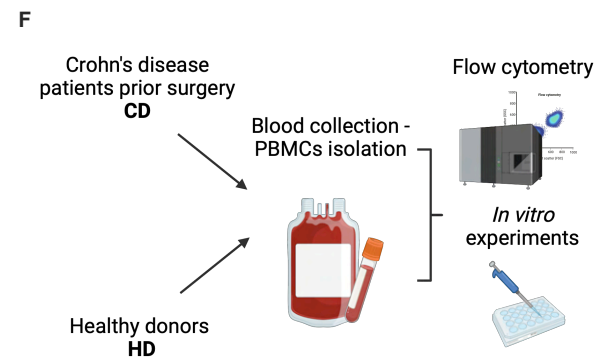 F
Crohn's disease
patients prior surgery
CD
Blood collection -
PBMCs isolation
Healthy donors
HD
Flow cytometry
In vitro
experiments